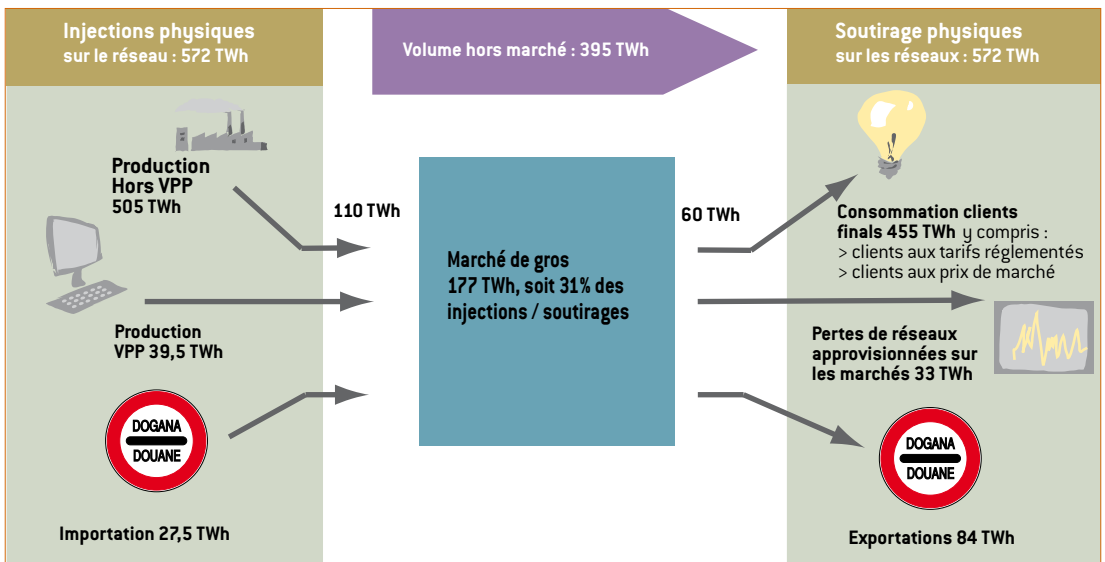 Injections physiques
sur le réseau : 572 TWh
Production
Hors VPP
505 TWh
Production
VPP 39,5 TWh
DOGANA
DOUANE
Importation 27,5 TWh
Volume hors marché : 395 TWh
110 TWh
Marché de gros
177 TWh, soit 31% des
injections / soutirages
60 TWh
Soutirage physiques
sur les réseaux : 572 TWh
Consommation clients
finals 455 TWh y compris :
> clients aux tarifs réglementés
> clients aux prix de marché
Pertes de réseaux
approvisionnées sur
les marchés 33 TWh
DOGANA
DOUANE
Exportations 84 TWh